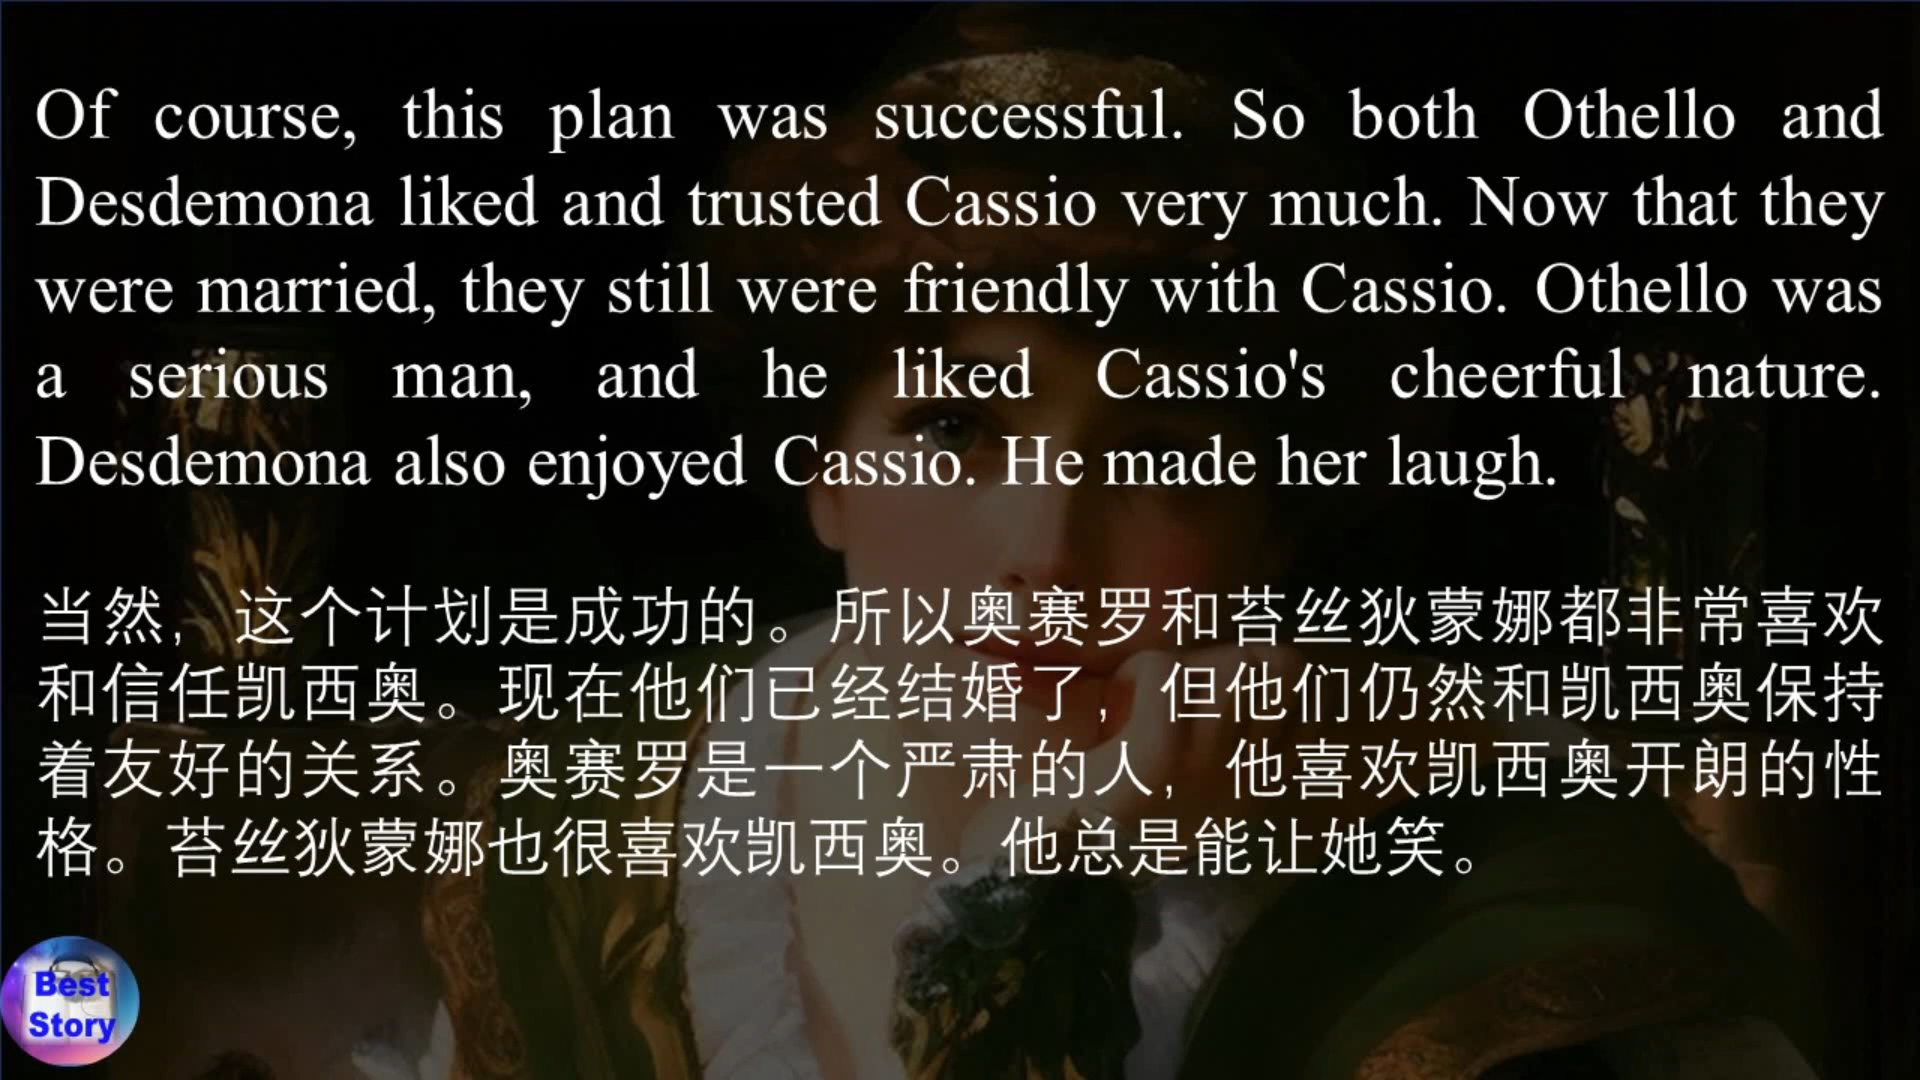 Of course, this plan was successful. So both Othello and
Desdemona liked and trusted Cassio very much. Now that they
were married, they still were friendly with Cassio. Othello was
a serious man, and he liked Cassio's cheerful nature.
Desdemona also enjoyed Cassio. He made her laugh.
当然，这个计划是成功的。所以奥赛罗和苔丝狄蒙娜都非常喜欢
和信任凯西奥。现在他们已经结婚了，但他们仍然和凯西奥保持
着友好的关系。奥赛罗是一个严肃的人，他喜欢凯西奥开朗的性
格。苔丝狄蒙娜也很喜欢凯西奥。他总是能让她笑。
Best
Story